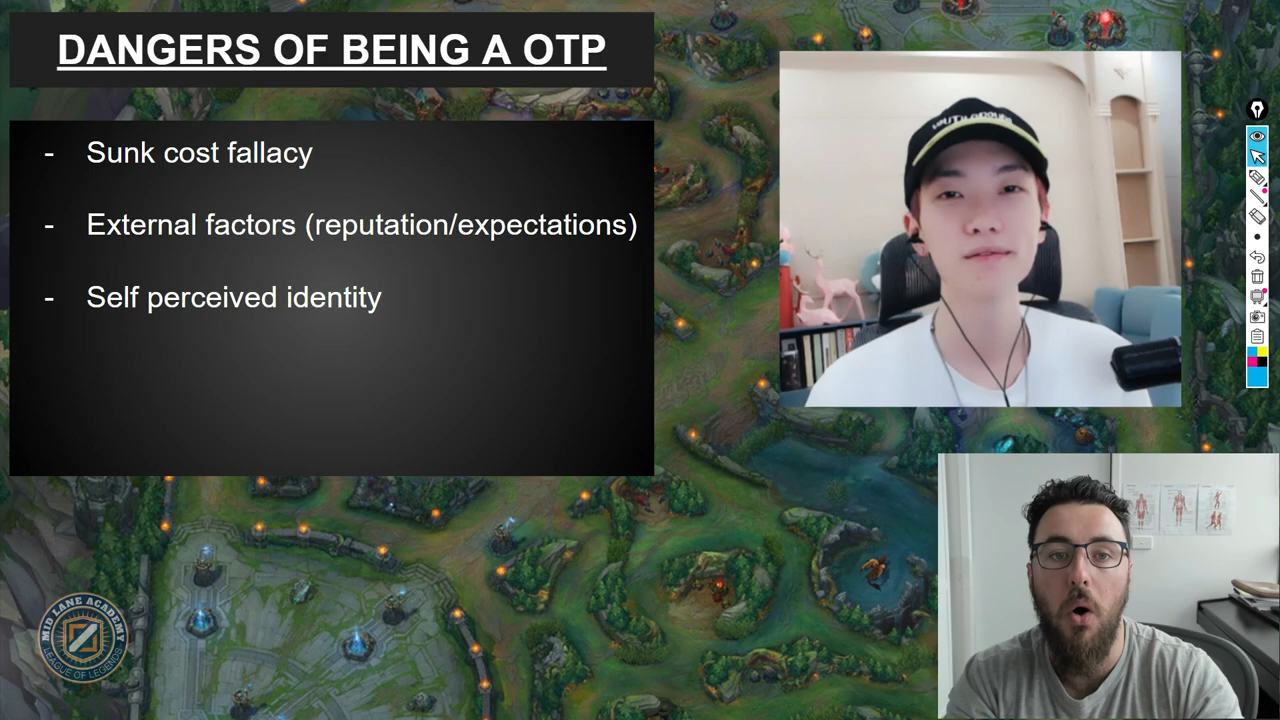 DANGERS OF BEING A OTP
- Sunk cost fallacy
- External factors (reputation/expectations)
- Self perceived identity
MID LANE ACADEMY
LEAGUE OF LEGENDS